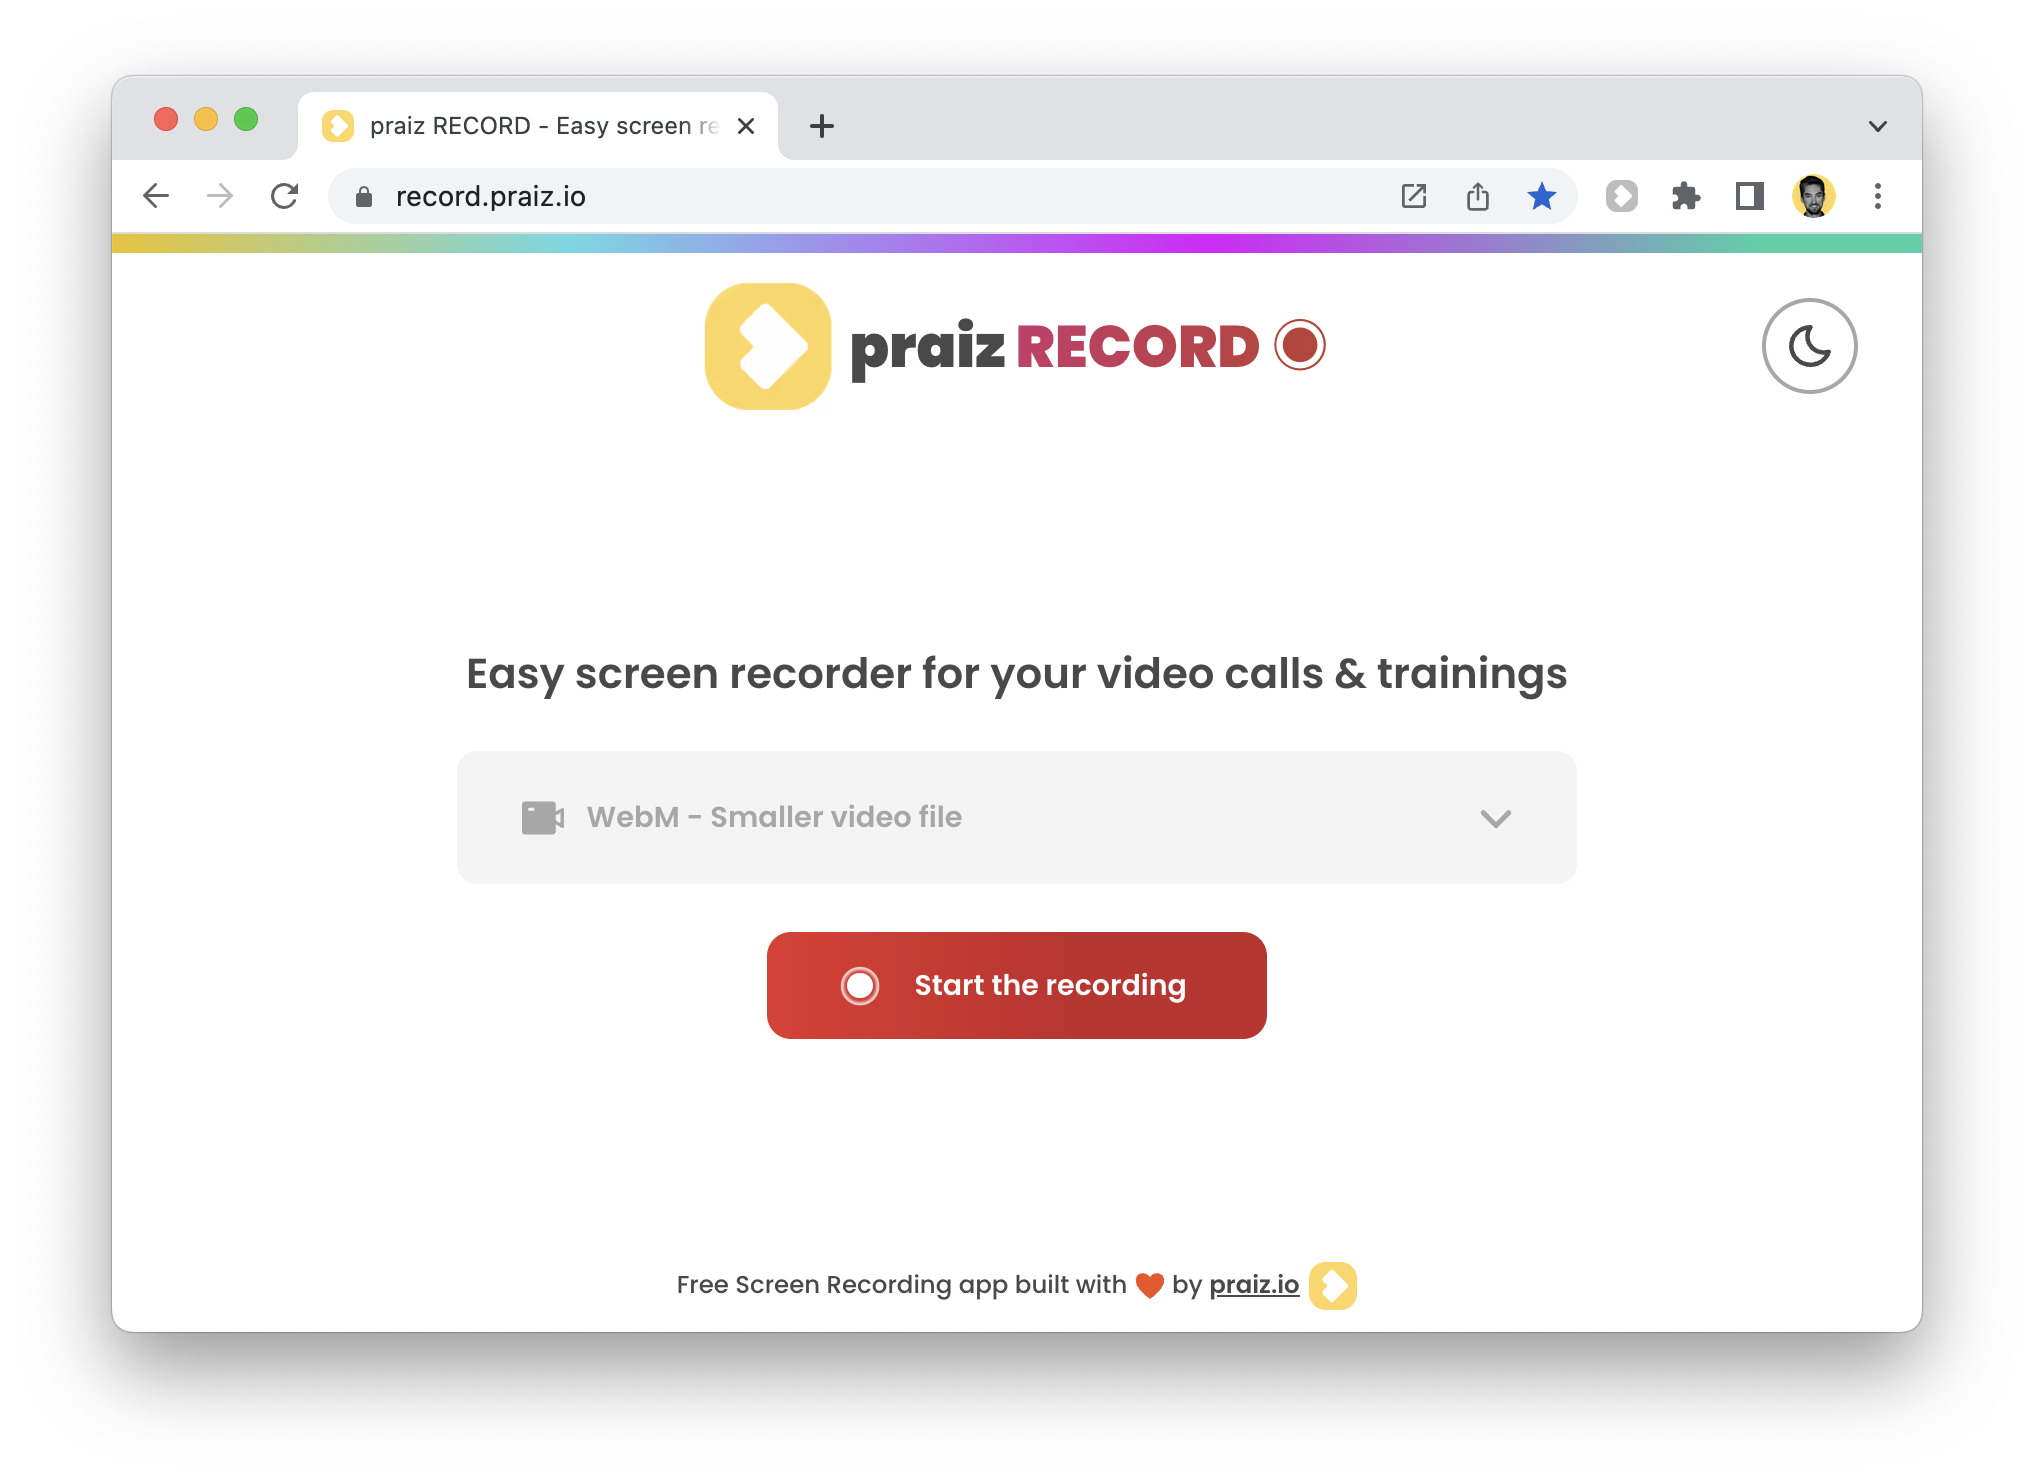 praiz RECORD - Easy screen re
record.praiz.io
praiz RECORD
Easy screen recorder for your video calls & trainings
WebM - Smaller video file
Start the recording
Free Screen Recording app built with ❤ by praiz.io